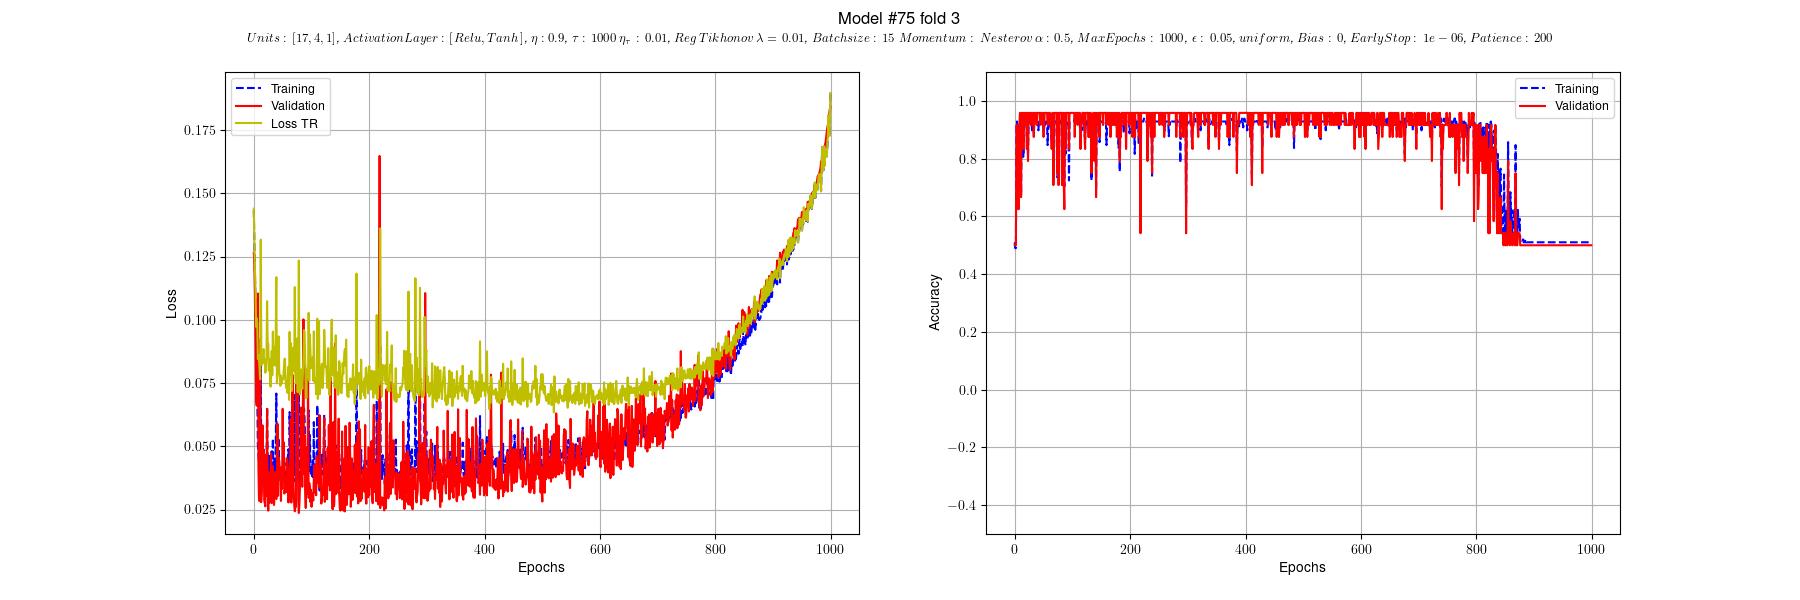 Model #75 fold 3
Units : [17, 4, 1], ActivationLayer : [Relu, Tanh], η : 0.9, τ : 1000 ητ : 0.01, Reg Tikhonov λ = 0.01, Batchsize : 15 Momentum : Nesterov α : 0.5, MaxEpochs : 1000, ϵ : 0.05, uniform, Bias : 0, EarlyStop : 1e − 06, Patience : 200
Training
Validation
Loss TR
0.175
0.150
0.125
0.100
0.075
0.050
0.025
Loss
0 200 400 600 800 1000
Epochs
Training
Validation
1.0
0.8
0.6
0.4
0.2
0.0
−0.2
−0.4
Accuracy
0 200 400 600 800 1000
Epochs